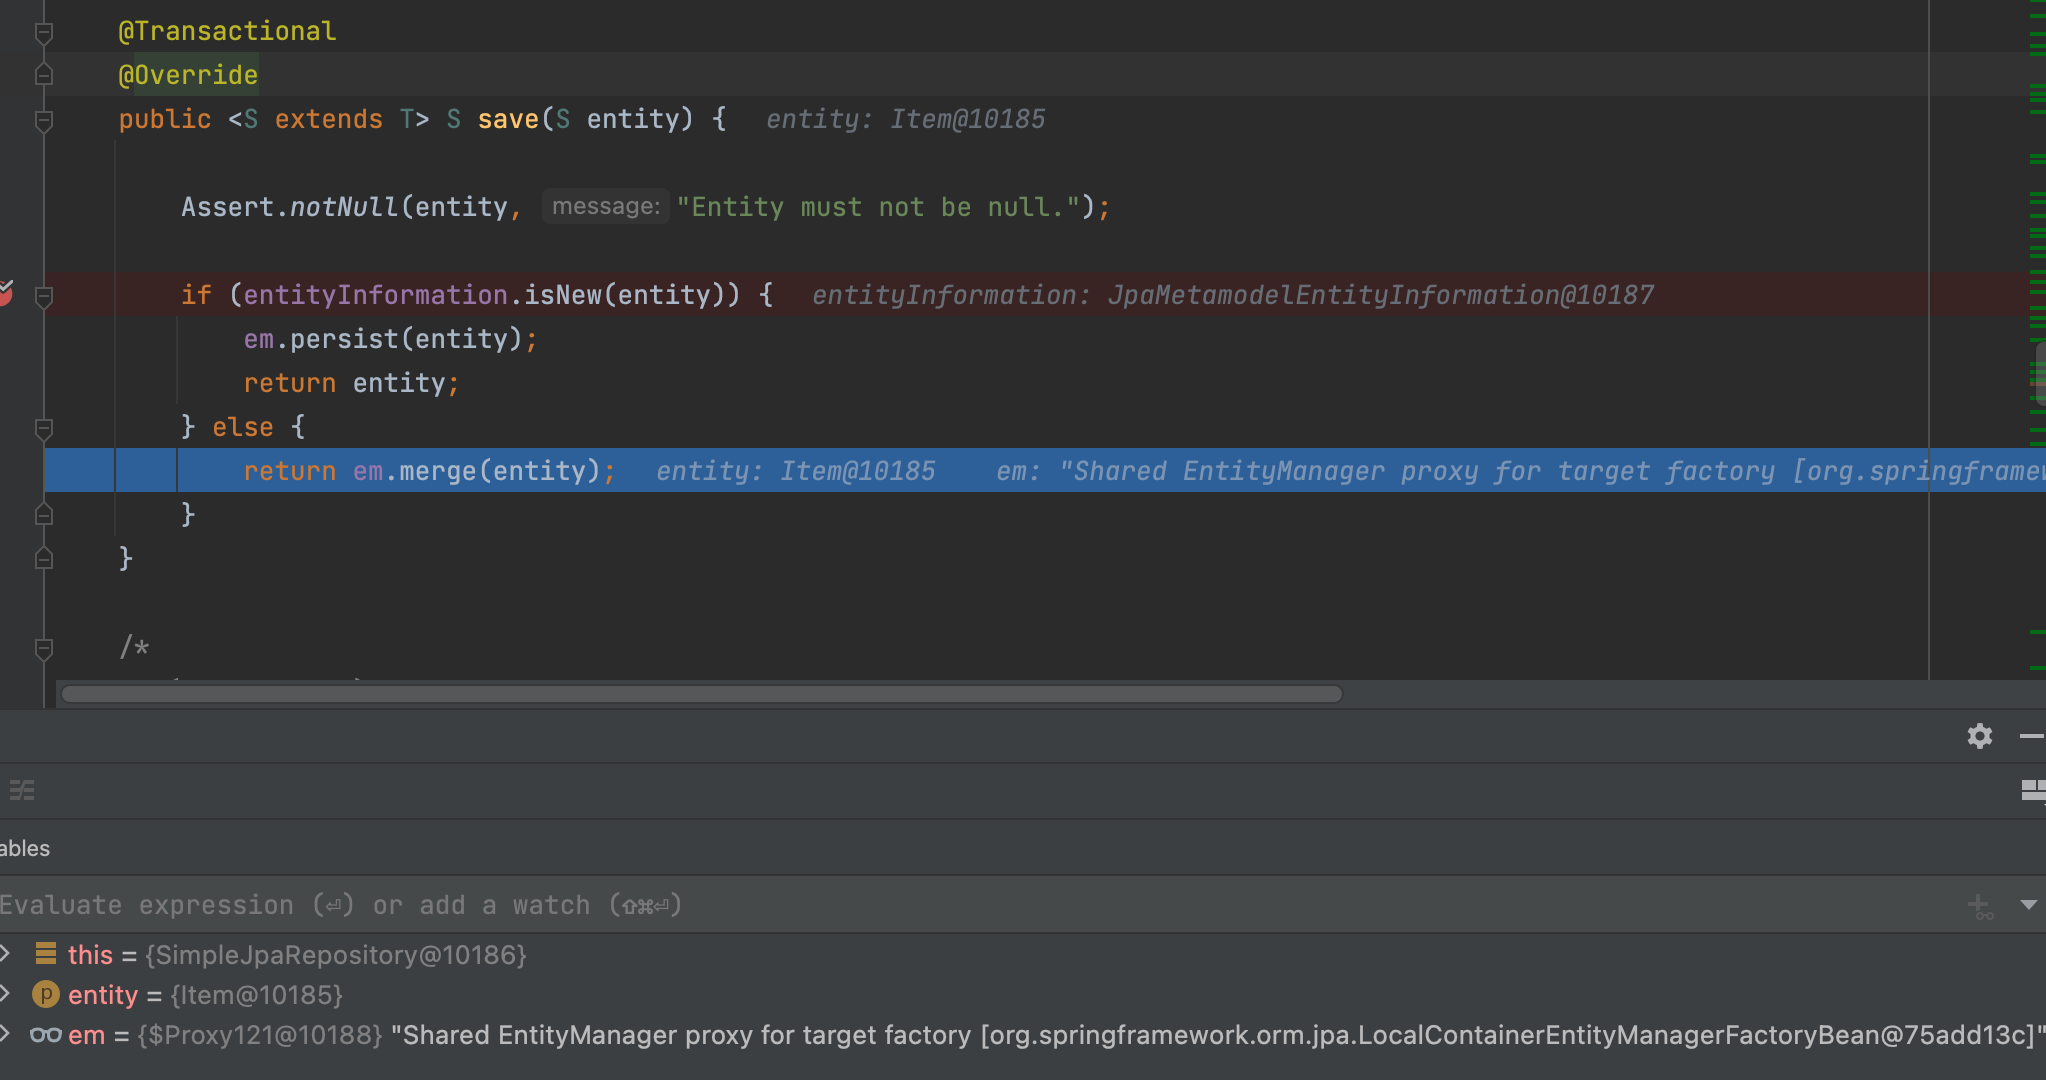 @Transactional
@Override
public <S extends T> S save(S entity) {   entity: Item@10185
Assert.notNull(entity, message: "Entity must not be null.");
if (entityInformation.isNew(entity)) {   entityInformation: JpaMetamodelEntityInformation@10187
em.persist(entity);
return entity;
} else {
return em.merge(entity);   entity: Item@10185   em: "Shared EntityManager proxy for target factory [org.springframew
}
}
/*
ables
Evaluate expression (⏎) or add a watch (⇧⌘⏎)
this = {SimpleJpaRepository@10186}
p entity = {Item@10185}
em = {$Proxy121@10188} "Shared EntityManager proxy for target factory [org.springframework.orm.jpa.LocalContainerEntityManagerFactoryBean@75add13c]"